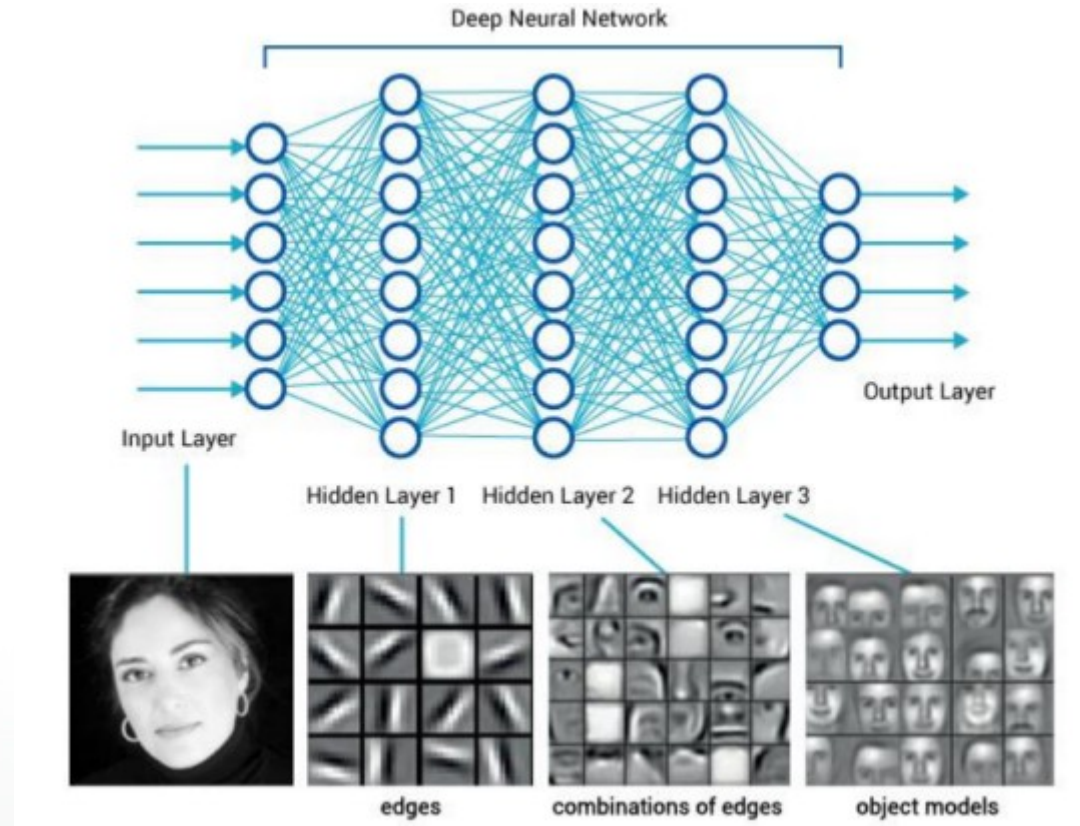 Deep Neural Network
Input Layer
Output Layer
Hidden Layer 1
Hidden Layer 2
Hidden Layer 3
edges
combinations of edges
object models